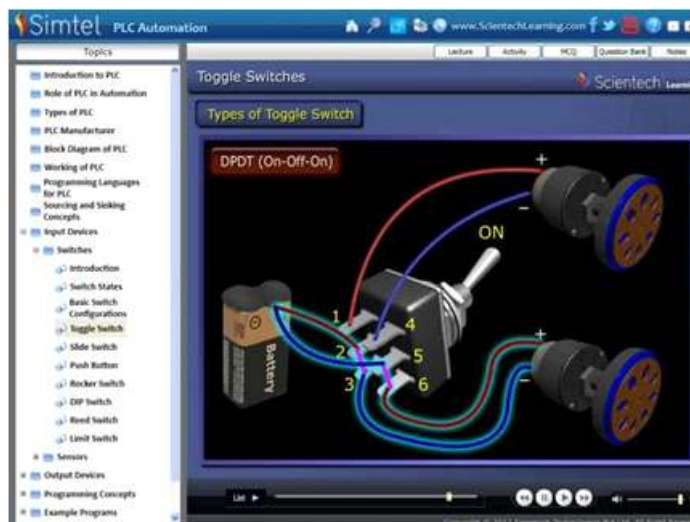 Simtel PLC Automation
www.ScientechLearning.com
Topics
Lecture Activity MCQ Question Bank Notes
Introduction to PLC
Role of PLC in Automation
Types of PLC
PLC Manufacturer
Block Diagram of PLC
Working of PLC
Programming Languages
for PLC
Sourcing and Sinking
Concepts
Input Devices
Switches
Introduction
Switch States
Basic Switch
Configurations
Toggle Switch
Slide Switch
Push Button
Rocker Switch
DIP Switch
Reed Switch
Limit Switch
Sensors
Output Devices
Programming Concepts
Example Programs
Toggle Switches
Scientech Learning
Types of Toggle Switch
DPDT (On-Off-On)
+
−
ON
1
4
2
5
3
6
Battery
+
−
List